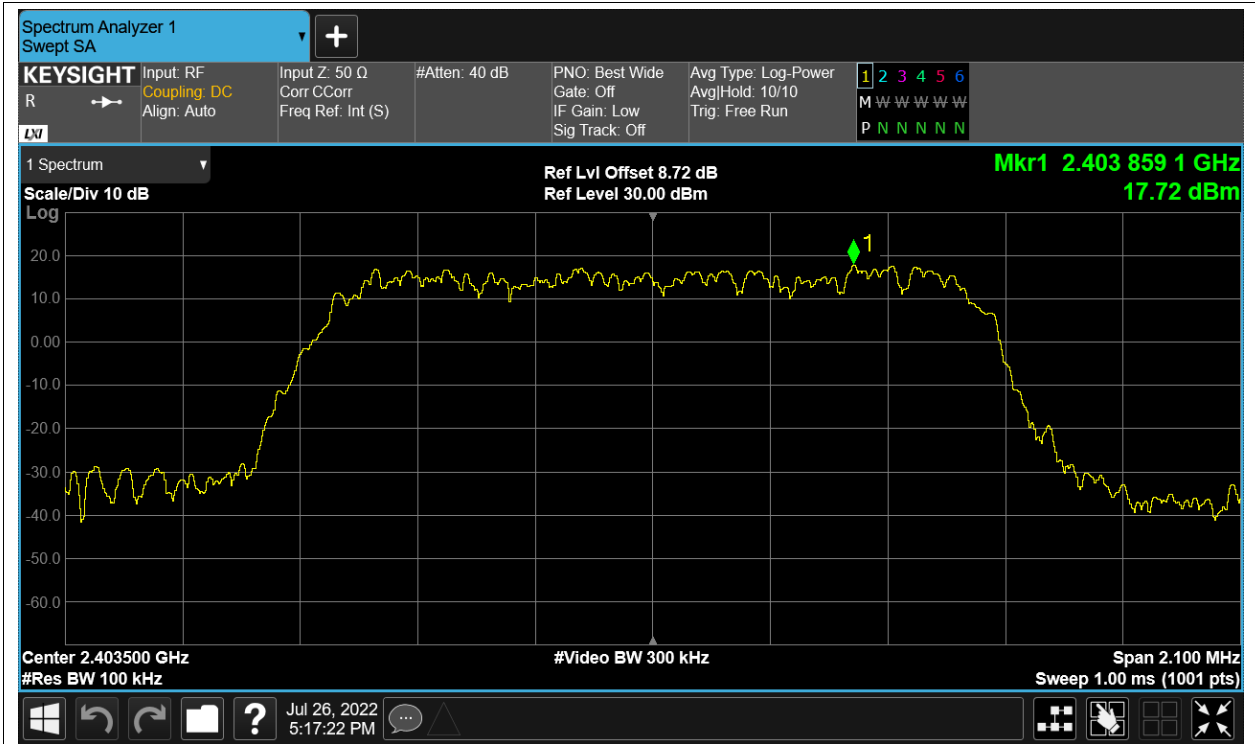 Spectrum Analyzer 1
Swept SA
KEYSIGHT
R
LXI
Input: RF
Coupling: DC
Align: Auto
Input Z: 50 Ω
Corr CCorr
Freq Ref: Int (S)
#Atten: 40 dB
PNO: Best Wide
Gate: Off
IF Gain: Low
Sig Track: Off
Avg Type: Log-Power
Avg|Hold: 10/10
Trig: Free Run
1 2 3 4 5 6
M W W W W W W
P N N N N N N
1 Spectrum
Scale/Div 10 dB
Log
Ref Lvl Offset 8.72 dB
Ref Level 30.00 dBm
Mkr1 2.403 859 1 GHz
17.72 dBm
1
20.0
10.0
0.00
-10.0
-20.0
-30.0
-40.0
-50.0
-60.0
Center 2.403500 GHz
#Res BW 100 kHz
#Video BW 300 kHz
Span 2.100 MHz
Sweep 1.00 ms (1001 pts)
?
Jul 26, 2022
5:17:22 PM